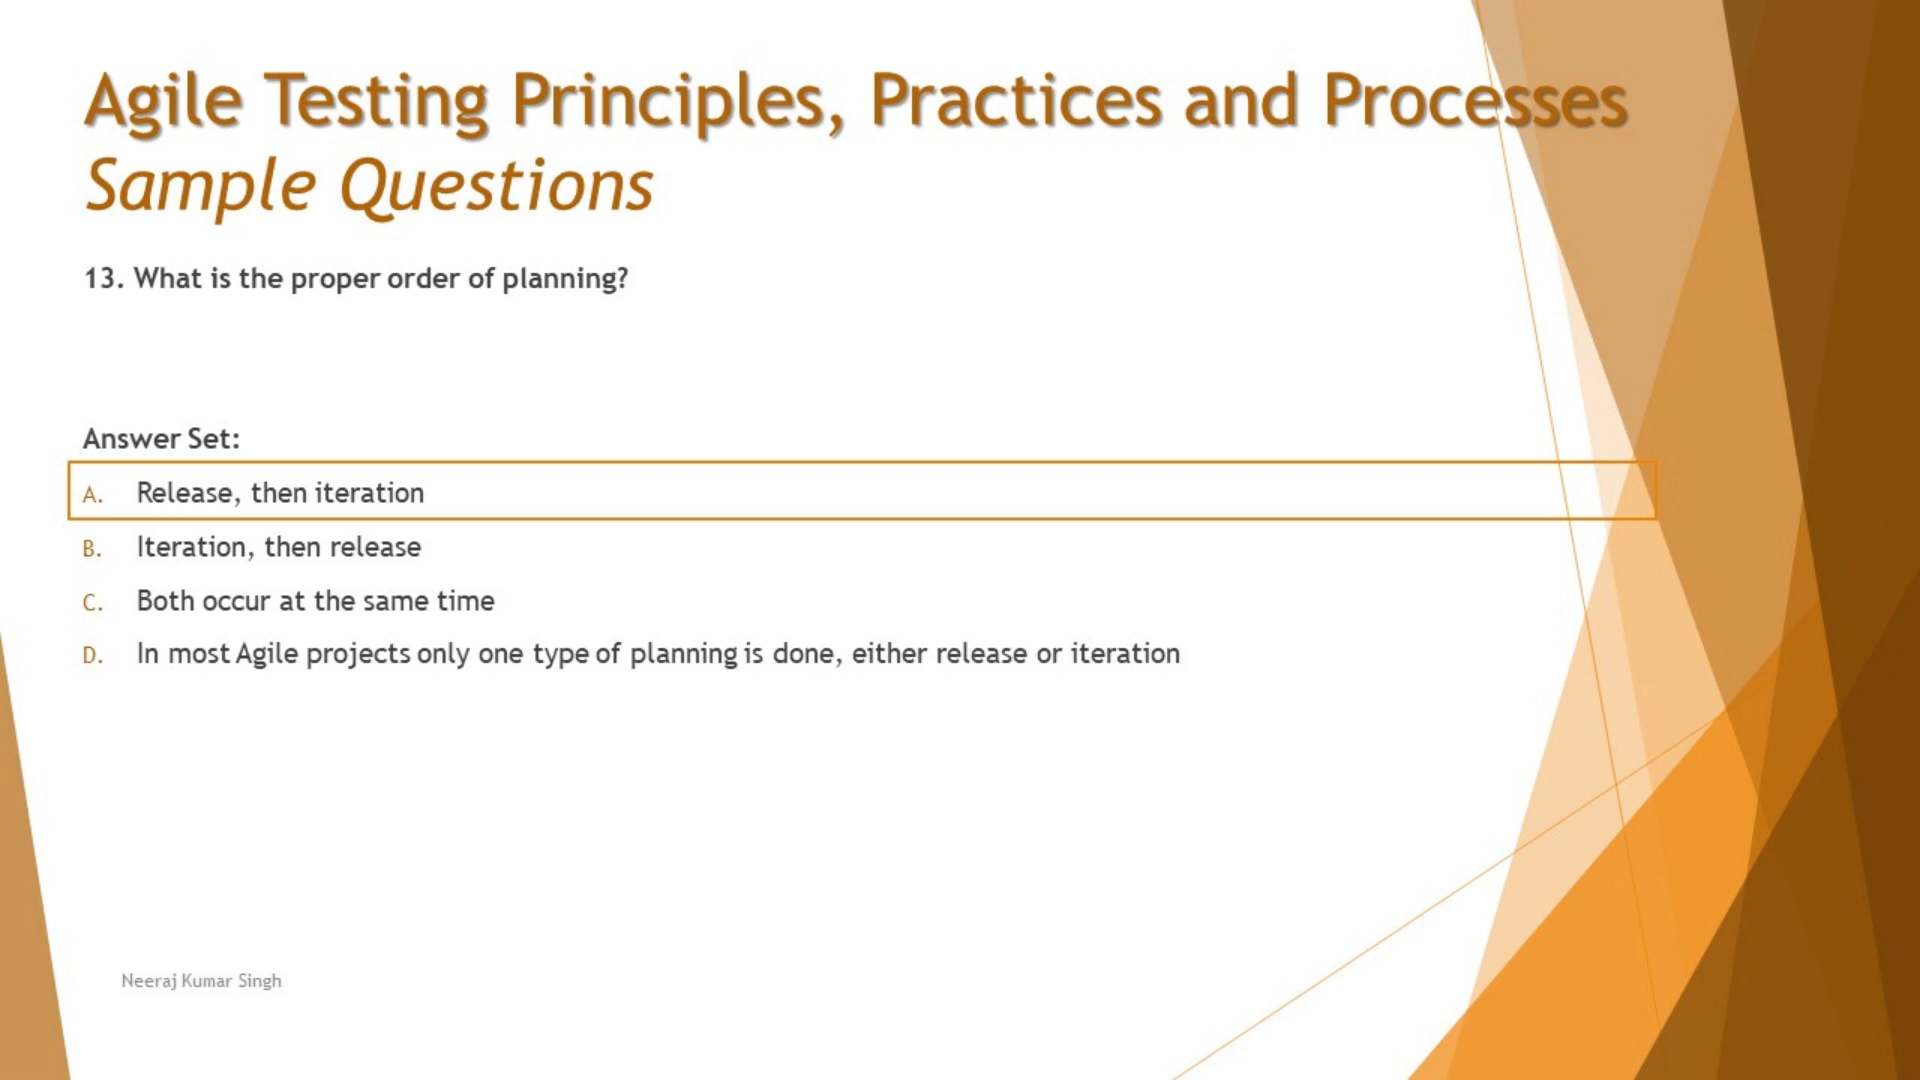 Agile Testing Principles, Practices and Processes
Sample Questions
13. What is the proper order of planning?
Answer Set:
A. Release, then iteration
B. Iteration, then release
C. Both occur at the same time
D. In most Agile projects only one type of planning is done, either release or iteration
Neeraj Kumar Singh